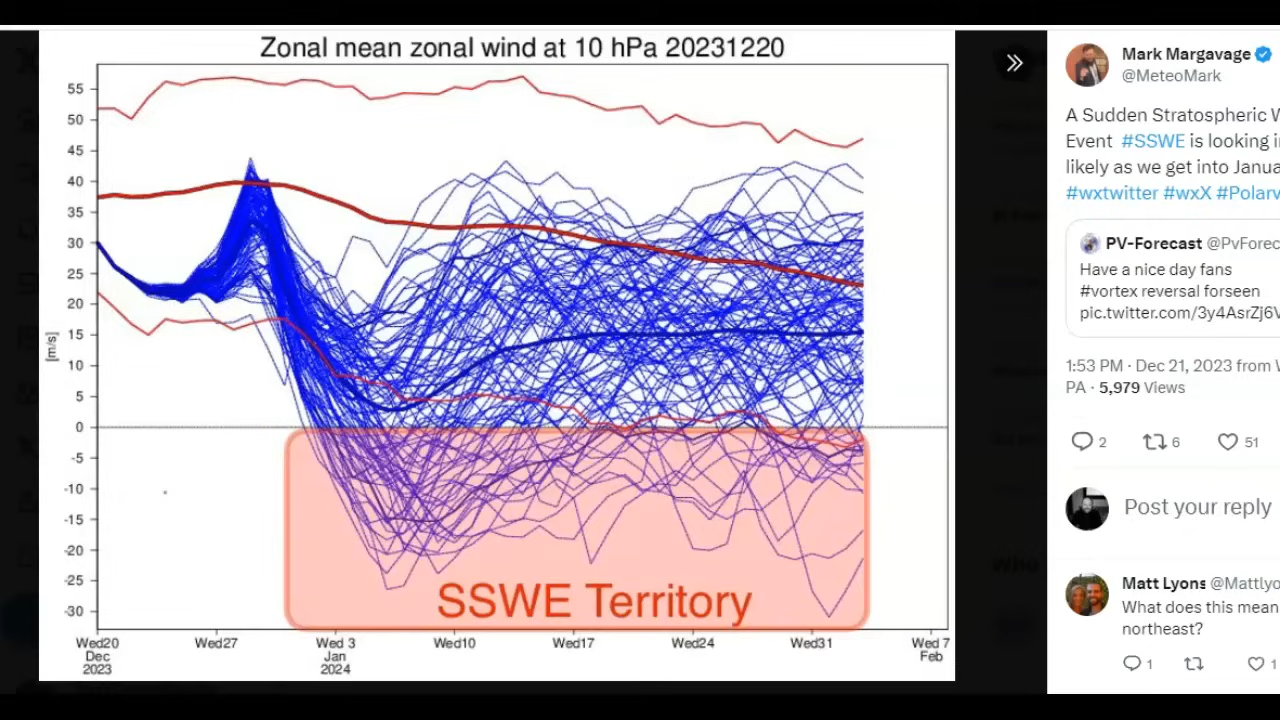 Zonal mean zonal wind at 10 hPa 20231220
55
50
45
40
35
30
25
20
15
10
5
0
-5
-10
-15
-20
-25
-30
[m/s]
SSWE Territory
Wed20 Wed27 Wed 3 Wed10 Wed17 Wed24 Wed31 Wed 7
Dec Jan Feb
2023 2024
Mark Margavage
@MeteoMark
A Sudden Stratospheric W
Event #SSWE is looking in
likely as we get into Janua
#wxtwitter #wxX #Polarv
PV-Forecast @PvForec
Have a nice day fans
#vortex reversal forseen
pic.twitter.com/3y4AsrZj6V
1:53 PM · Dec 21, 2023 from W
PA · 5,979 Views
2 6 51
Post your reply
Matt Lyons @Mattlyo
What does this mean
northeast?
1 1